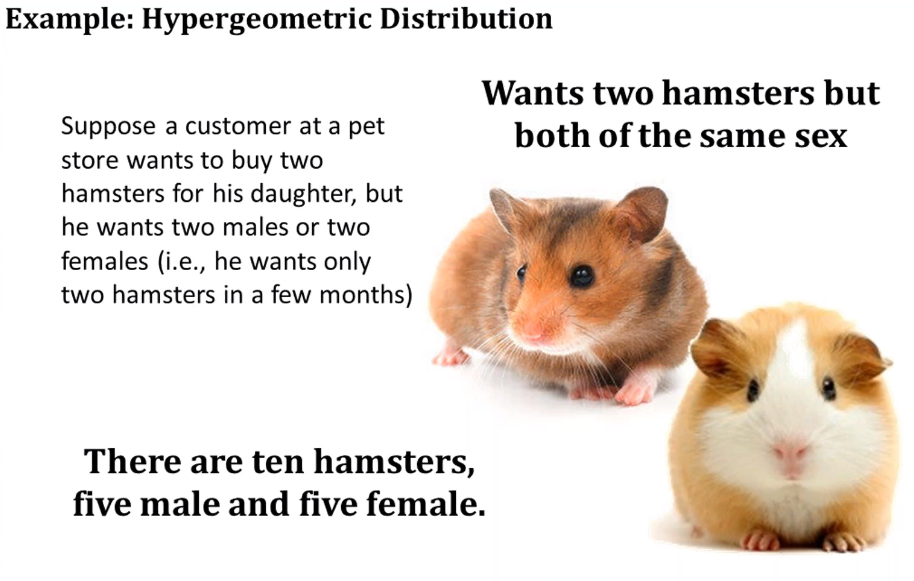 Example: Hypergeometric Distribution
Wants two hamsters but
both of the same sex
Suppose a customer at a pet
store wants to buy two
hamsters for his daughter, but
he wants two males or two
females (i.e., he wants only
two hamsters in a few months)
There are ten hamsters,
five male and five female.